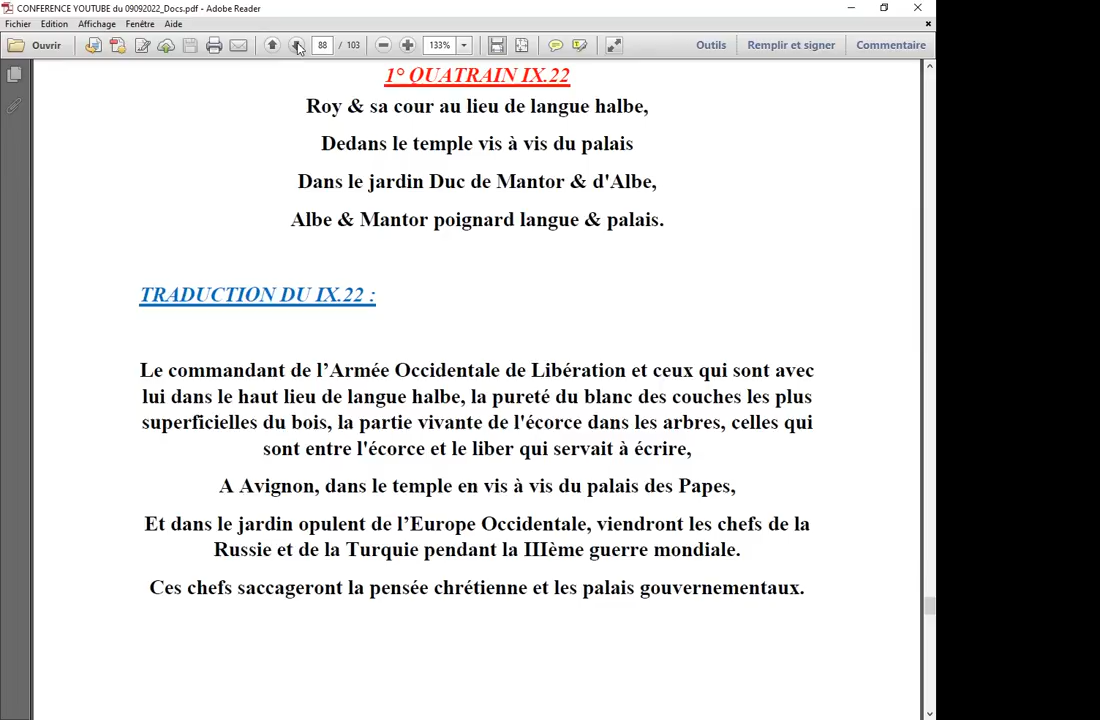 CONFERENCE YOUTUBE du 09092022_Docs.pdf - Adobe Reader
Fichier Edition Affichage Fenêtre Aide
Ouvrir 88 / 103 133% Outils Remplir et signer Commentaire
1° QUATRAIN IX.22
Roy & sa cour au lieu de langue halbe,
Dedans le temple vis à vis du palais
Dans le jardin Duc de Mantor & d'Albe,
Albe & Mantor poignard langue & palais.
TRADUCTION DU IX.22 :
Le commandant de l’Armée Occidentale de Libération et ceux qui sont avec
lui dans le haut lieu de langue halbe, la pureté du blanc des couches les plus
superficielles du bois, la partie vivante de l'écorce dans les arbres, celles qui
sont entre l'écorce et le liber qui servait à écrire,
A Avignon, dans le temple en vis à vis du palais des Papes,
Et dans le jardin opulent de l’Europe Occidentale, viendront les chefs de la
Russie et de la Turquie pendant la IIIème guerre mondiale.
Ces chefs saccageront la pensée chrétienne et les palais gouvernementaux.